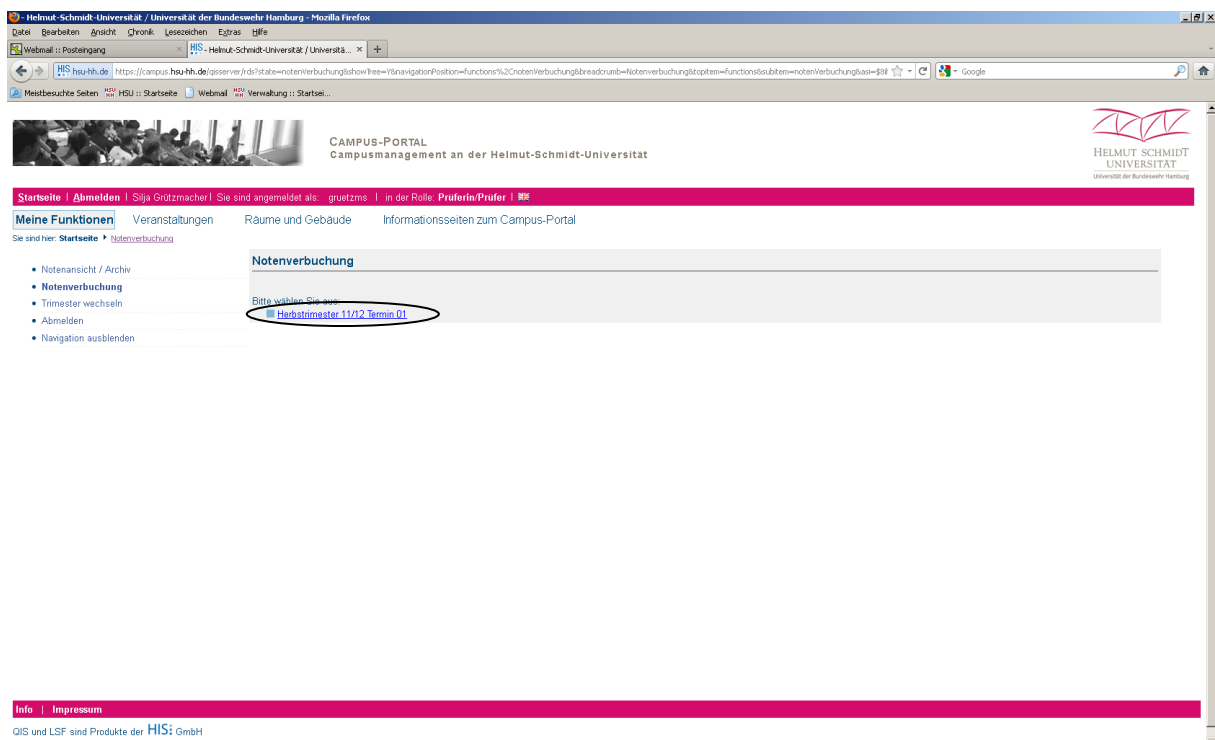 - Helmut-Schmidt-Universität / Universität der Bundeswehr Hamburg - Mozilla Firefox
Datei Bearbeiten Ansicht Chronik Lesezeichen Extras Hilfe
Webmail :: Posteingang × HIS - Helmut-Schmidt-Universität / Universitä... × +
HIS hsu-hh.de https://campus.hsu-hh.de/qisserver/rds?state=notenVerbuchung&showTree=Y&navigationPosition=functions%2CnotenVerbuchung&breadcrumb=Notenverbuchung&topitem=functions&subitem=notenVerbuchung&asi=$8 Google
Meistbesuchte Seiten HSU :: Startseite Webmail Verwaltung :: Startsei...
CAMPUS-PORTAL
Campusmanagement an der Helmut-Schmidt-Universität
HELMUT SCHMIDT
UNIVERSITÄT
Universität der Bundeswehr Hamburg
Startseite | Abmelden | Silja Grützmacher | Sie sind angemeldet als: gruetzms | in der Rolle: Prüferin/Prüfer |
Meine Funktionen Veranstaltungen Räume und Gebäude Informationsseiten zum Campus-Portal
Sie sind hier: Startseite Notenverbuchung
Notenansicht / Archiv
Notenverbuchung
Trimester wechseln
Abmelden
Navigation ausblenden
Notenverbuchung
Bitte wählen Sie aus:
Herbstrimester 11/12 Termin 01
Info | Impressum
QIS und LSF sind Produkte der HIS: GmbH